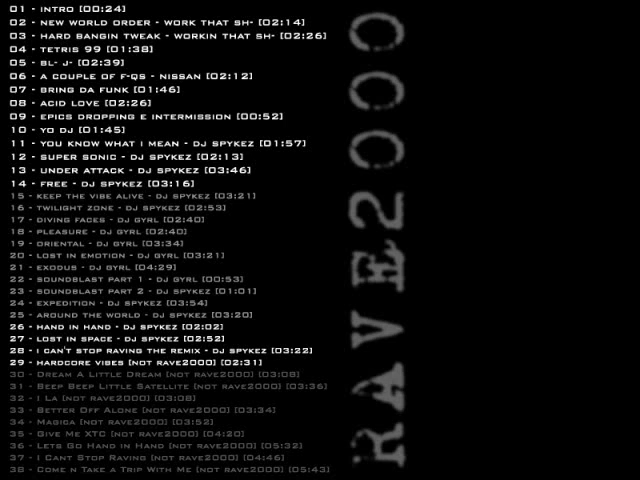 01 - INTRO [00:24]
02 - NEW WORLD ORDER - WORK THAT SH- [02:14]
03 - HARD BANGIN TWEAK - WORKIN THAT SH- [02:26]
04 - TETRIS 99 [01:38]
05 - BL- J- [02:39]
06 - A COUPLE OF F-QS - NISSAN [02:12]
07 - BRING DA FUNK [01:46]
08 - ACID LOVE [02:26]
09 - EPICS DROPPING E INTERMISSION [00:52]
10 - YO DJ [01:45]
11 - YOU KNOW WHAT I MEAN - DJ SPYKEZ [01:57]
12 - SUPER SONIC - DJ SPYKEZ [02:13]
13 - UNDER ATTACK - DJ SPYKEZ [03:46]
14 - FREE - DJ SPYKEZ [03:16]
15 - KEEP THE VIBE ALIVE - DJ SPYKEZ [03:21]
16 - TWILIGHT ZONE - DJ SPYKEZ [02:53]
17 - DIVING FACES - DJ GYRL [02:40]
18 - PLEASURE - DJ GYRL [02:40]
19 - ORIENTAL - DJ GYRL [03:34]
20 - LOST IN EMOTION - DJ GYRL [03:21]
21 - EXODUS - DJ GYRL [04:29]
22 - SOUNDBLAST PART 1 - DJ GYRL [00:53]
23 - SOUNDBLAST PART 2 - DJ GYRL [01:01]
24 - EXPEDITION - DJ SPYKEZ [03:54]
25 - AROUND THE WORLD - DJ SPYKEZ [03:20]
26 - HAND IN HAND - DJ SPYKEZ [02:02]
27 - LOST IN SPACE - DJ SPYKEZ [02:52]
28 - I CAN'T STOP RAVING THE REMIX - DJ SPYKEZ [03:22]
29 - HARDCORE VIBES [NOT RAVE2000] [02:31]
30 - DREAM A LITTLE DREAM [NOT RAVE2000] [03:08]
31 - BEEP BEEP LITTLE SATELLITE [NOT RAVE2000] [03:36]
32 - I LA [NOT RAVE2000] [03:08]
33 - BETTER OFF ALONE [NOT RAVE2000] [03:34]
34 - MAGICA [NOT RAVE2000] [03:52]
35 - GIVE ME XTC [NOT RAVE2000] [04:20]
36 - LETS GO HAND IN HAND [NOT RAVE2000] [05:32]
37 - I CANT STOP RAVING [NOT RAVE2000] [04:46]
38 - COME N TAKE A TRIP WITH ME [NOT RAVE2000] [05:43]
RAVE2000